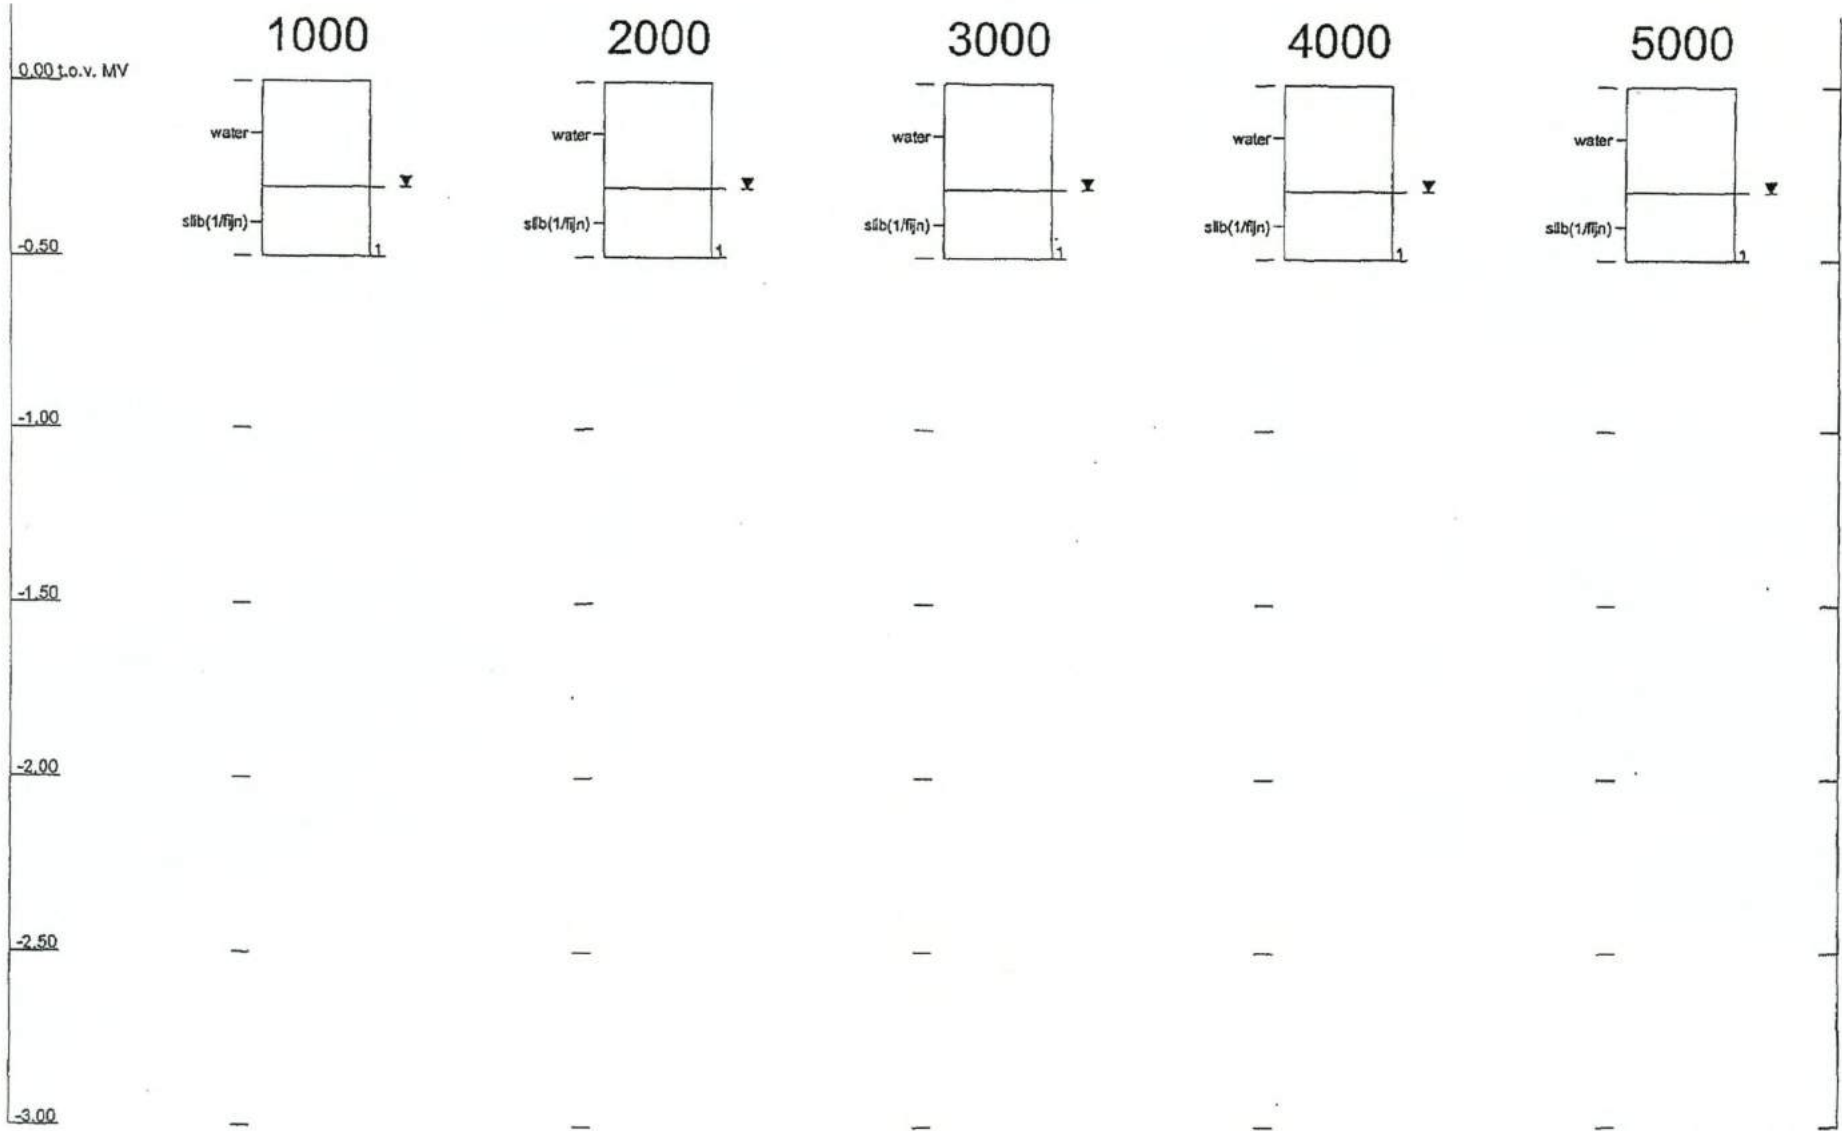 1000 2000 3000 4000 5000
0.00 t.o.v. MV
water water water water water
slib(1/fijn) slib(1/fijn) slib(1/fijn) slib(1/fijn) slib(1/fijn)
1 1 1 1 1
-0.50
-1.00
-1.50
-2.00
-2.50
-3.00